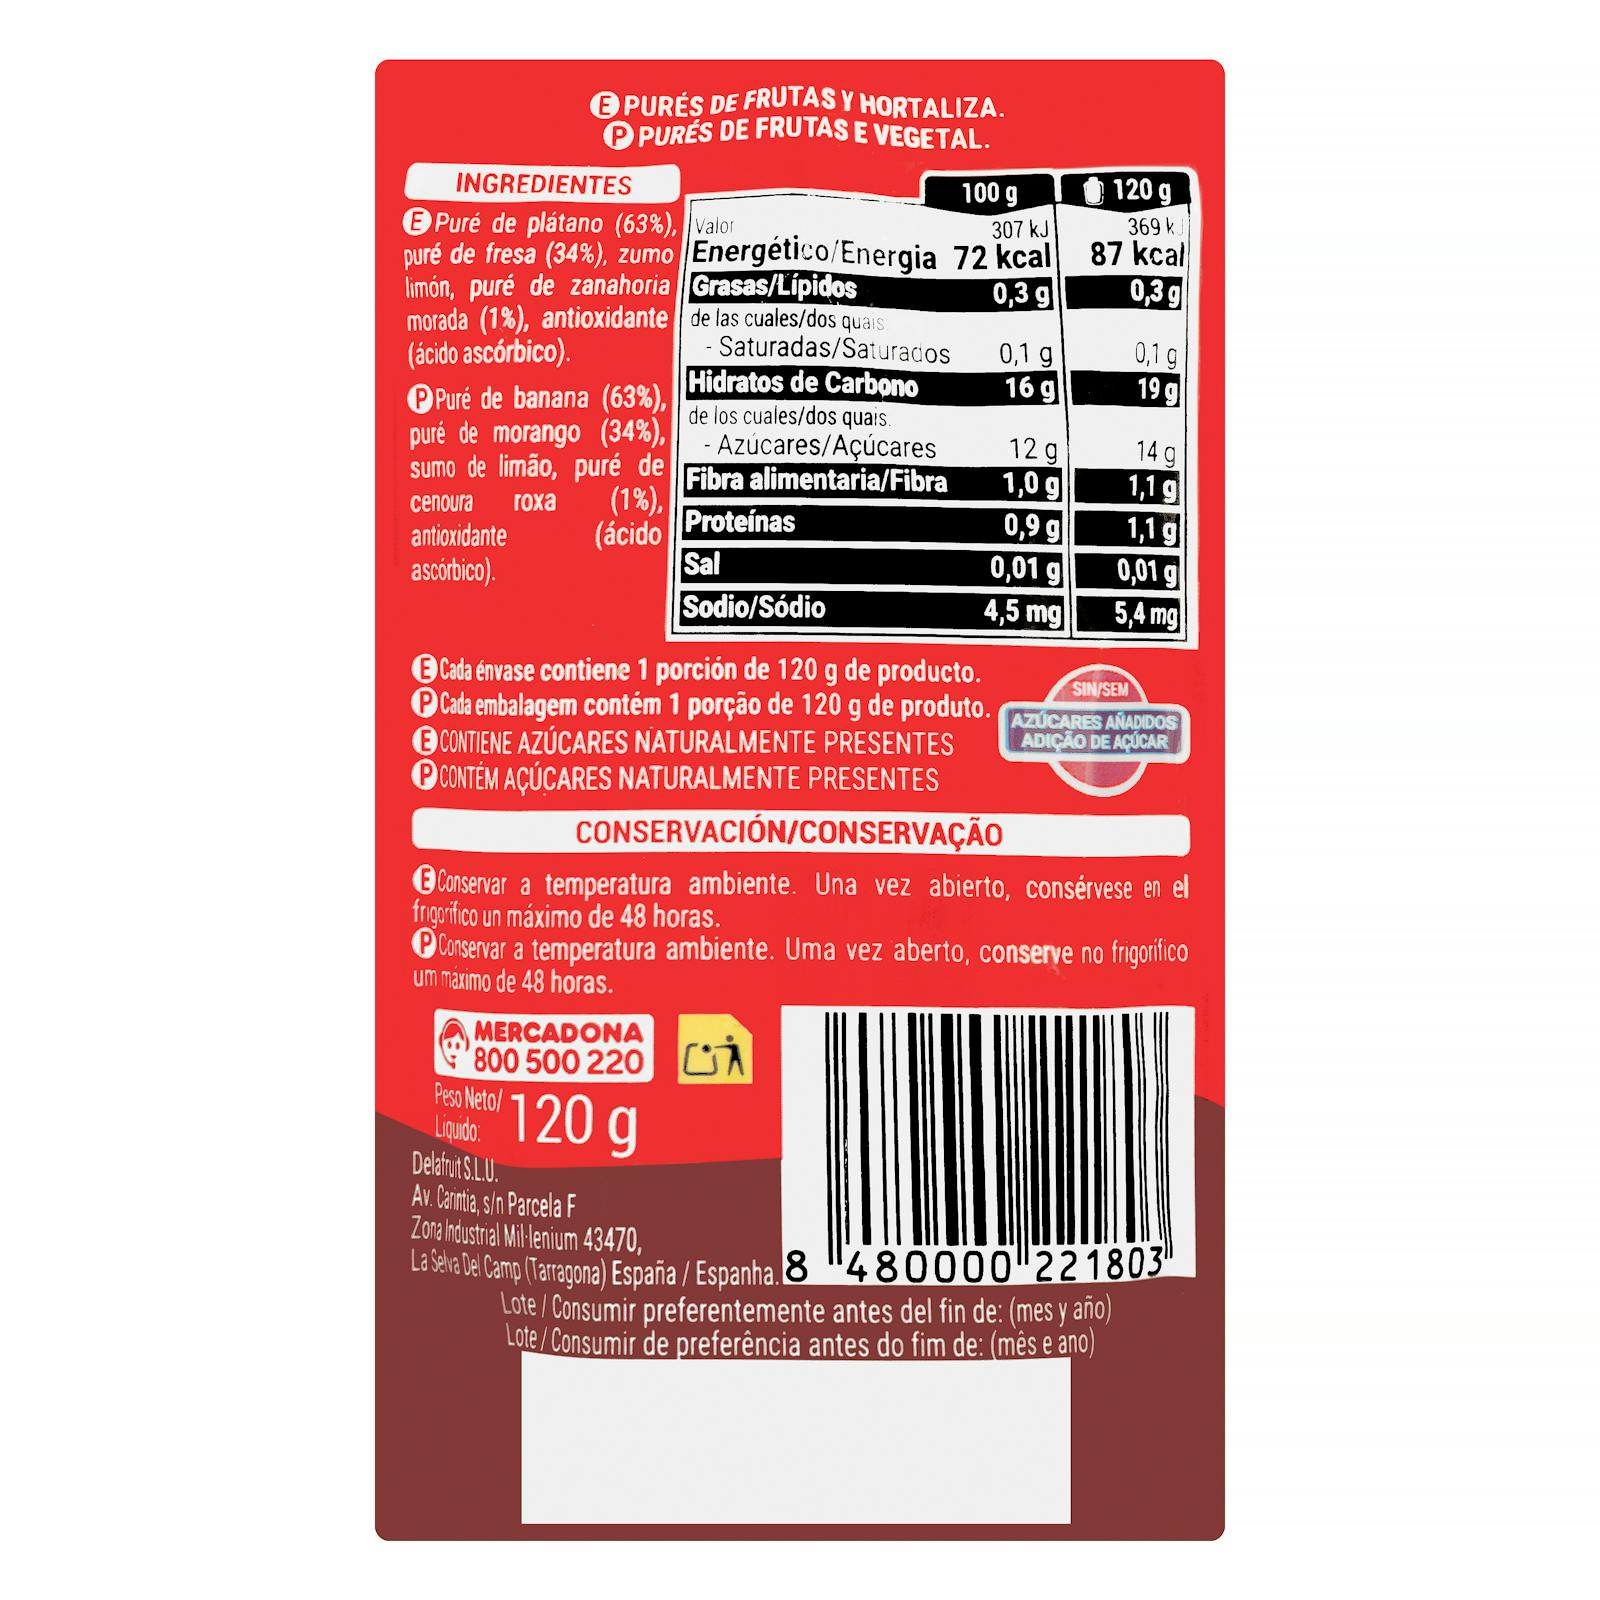 E PURÉS DE FRUTAS Y HORTALIZA.
P PURÉS DE FRUTAS E VEGETAL.
INGREDIENTES
E Puré de plátano (63%),
puré de fresa (34%), zumo
limón, puré de zanahoria
morada (1%), antioxidante
(ácido ascórbico).
P Puré de banana (63%),
puré de morango (34%),
sumo de limão, puré de
cenoura roxa (1%),
antioxidante (ácido
ascórbico).
100 g 120 g
Valor 307 kJ 369 kJ
Energético/Energia 72 kcal 87 kcal
Grasas/Lípidos 0,3 g 0,3 g
de las cuales/dos quais
- Saturadas/Saturados 0,1 g 0,1 g
Hidratos de Carbono 16 g 19 g
de los cuales/dos quais.
- Azúcares/Açúcares 12 g 14 g
Fibra alimentaria/Fibra 1,0 g 1,1 g
Proteínas 0,9 g 1,1 g
Sal 0,01 g 0,01 g
Sodio/Sódio 4,5 mg 5,4 mg
E Cada énvase contiene 1 porción de 120 g de producto.
P Cada embalagem contém 1 porção de 120 g de produto.
E CONTIENE AZÚCARES NATURALMENTE PRESENTES
P CONTÉM AÇÚCARES NATURALMENTE PRESENTES
SIN/SEM
AZÚCARES AÑADIDOS
ADIÇÃO DE AÇÚCAR
CONSERVACIÓN/CONSERVAÇÃO
E Conservar a temperatura ambiente. Una vez abierto, consérvese en el
frigorífico un máximo de 48 horas.
P Conservar a temperatura ambiente. Uma vez aberto, conserve no frigorífico
um máximo de 48 horas.
MERCADONA
800 500 220
Peso Neto/
Líquido: 120 g
Delafruit S.L.U.
Av. Carintia, s/n Parcela F
Zona Industrial Mil·lenium 43470,
La Selva Del Camp (Tarragona) España / Espanha.
8 480000 221803
Lote / Consumir preferentemente antes del fin de: (mes y año)
Lote / Consumir de preferência antes do fim de: (mês e ano)